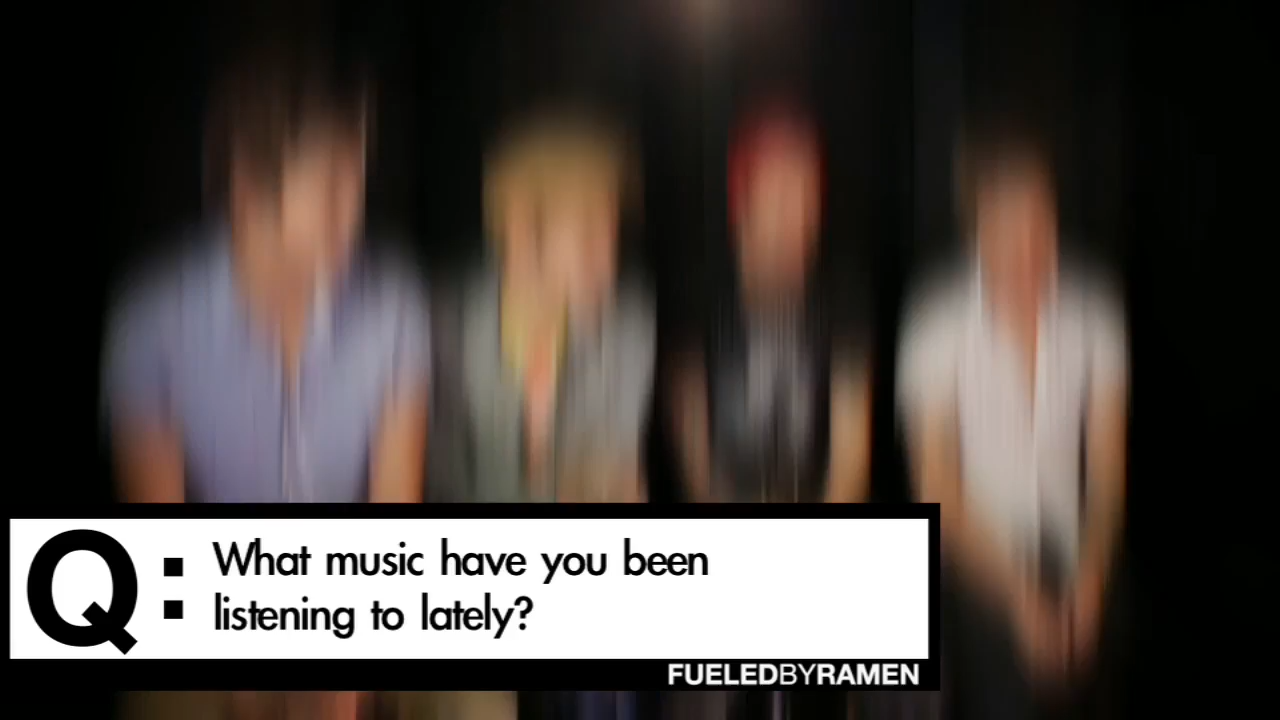 Q: What music have you been
listening to lately?
FUELEDBYRAMEN